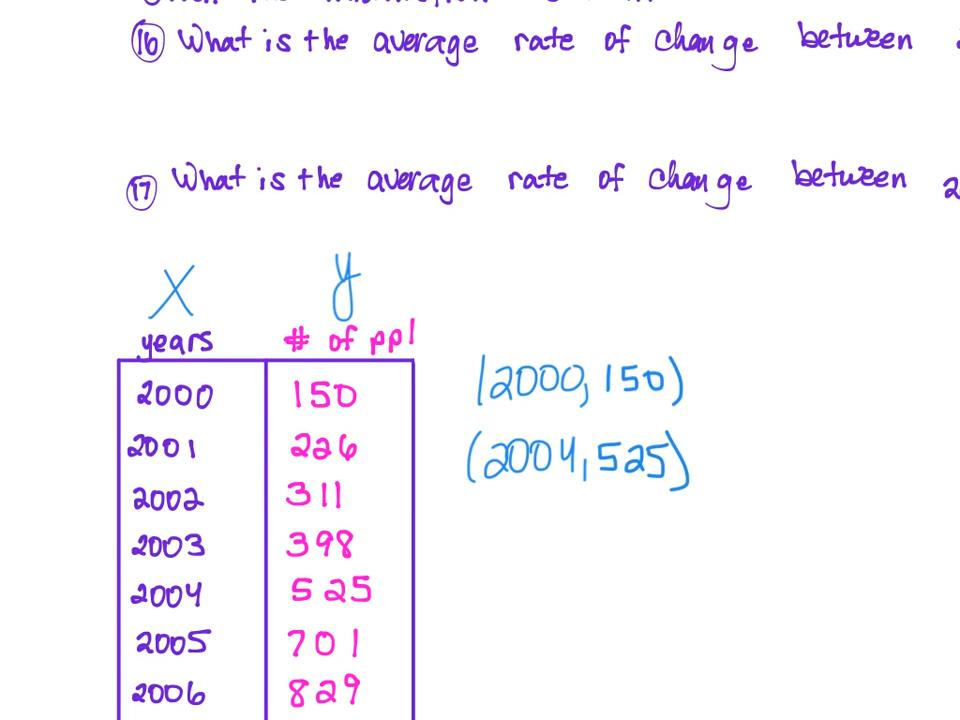 16 What is the average rate of change between
17 What is the average rate of change between 2
x y
years # of ppl
2000 150 (2000, 150)
2001 226 (2004, 525)
2002 311
2003 398
2004 525
2005 701
2006 829